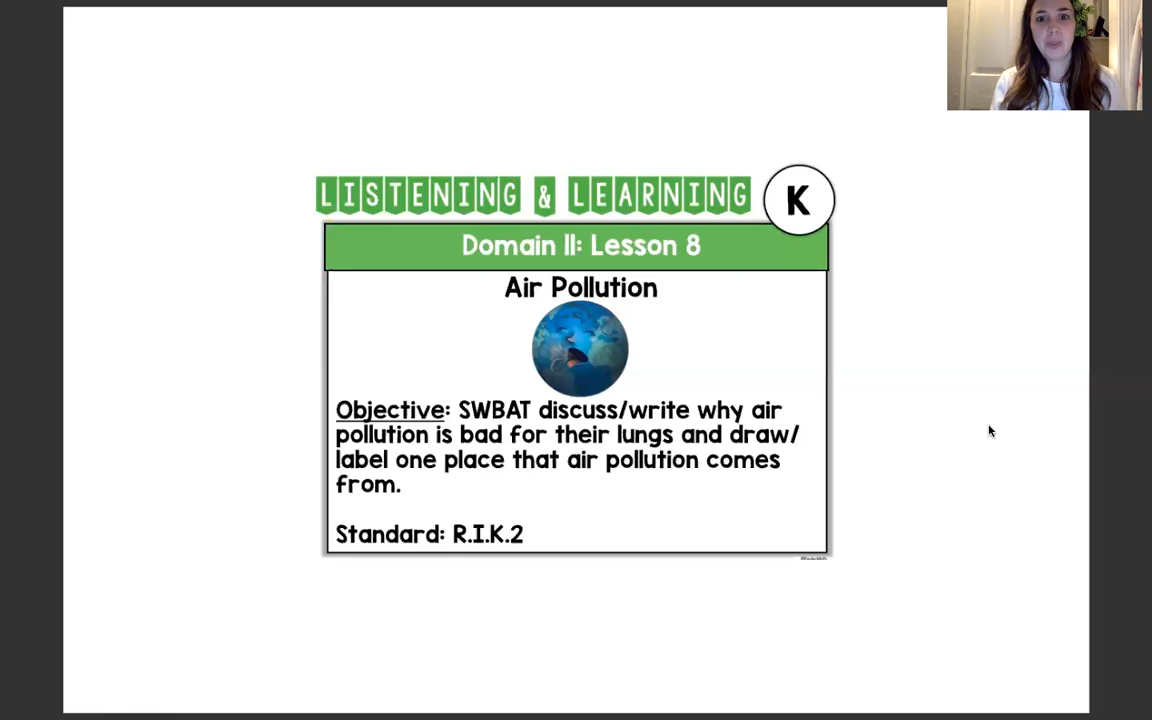 LISTENING & LEARNING
K
Domain 11: Lesson 8
Air Pollution
Objective: SWBAT discuss/write why air
pollution is bad for their lungs and draw/
label one place that air pollution comes
from.
Standard: R.I.K.2